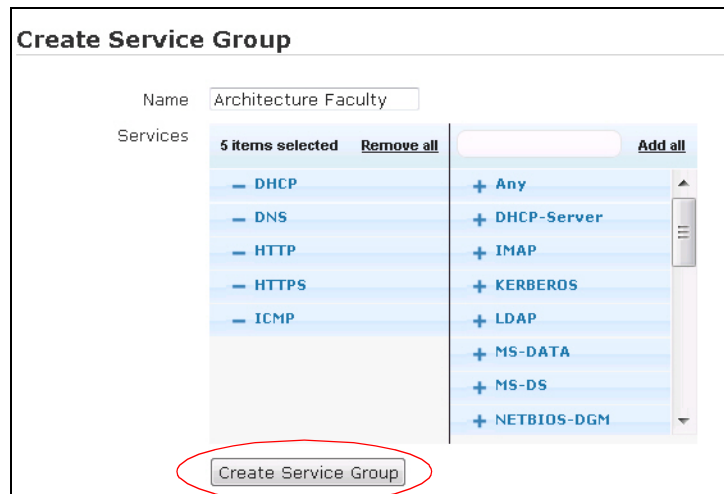 Create Service Group
Name Architecture Faculty
Services
5 items selected Remove all
DHCP
DNS
HTTP
HTTPS
ICMP
Add all
Any
DHCP-Server
IMAP
KERBEROS
LDAP
MS-DATA
MS-DS
NETBIOS-DGM
Create Service Group